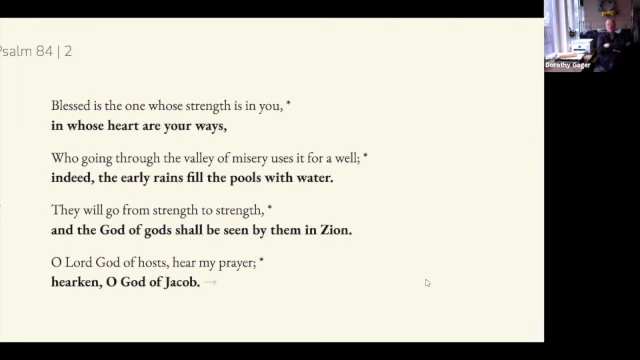 Psalm 84 | 2
Blessed is the one whose strength is in you, *
in whose heart are your ways,
Who going through the valley of misery uses it for a well; *
indeed, the early rains fill the pools with water.
They will go from strength to strength, *
and the God of gods shall be seen by them in Zion.
O Lord God of hosts, hear my prayer; *
hearken, O God of Jacob. →
Dorothy Gager